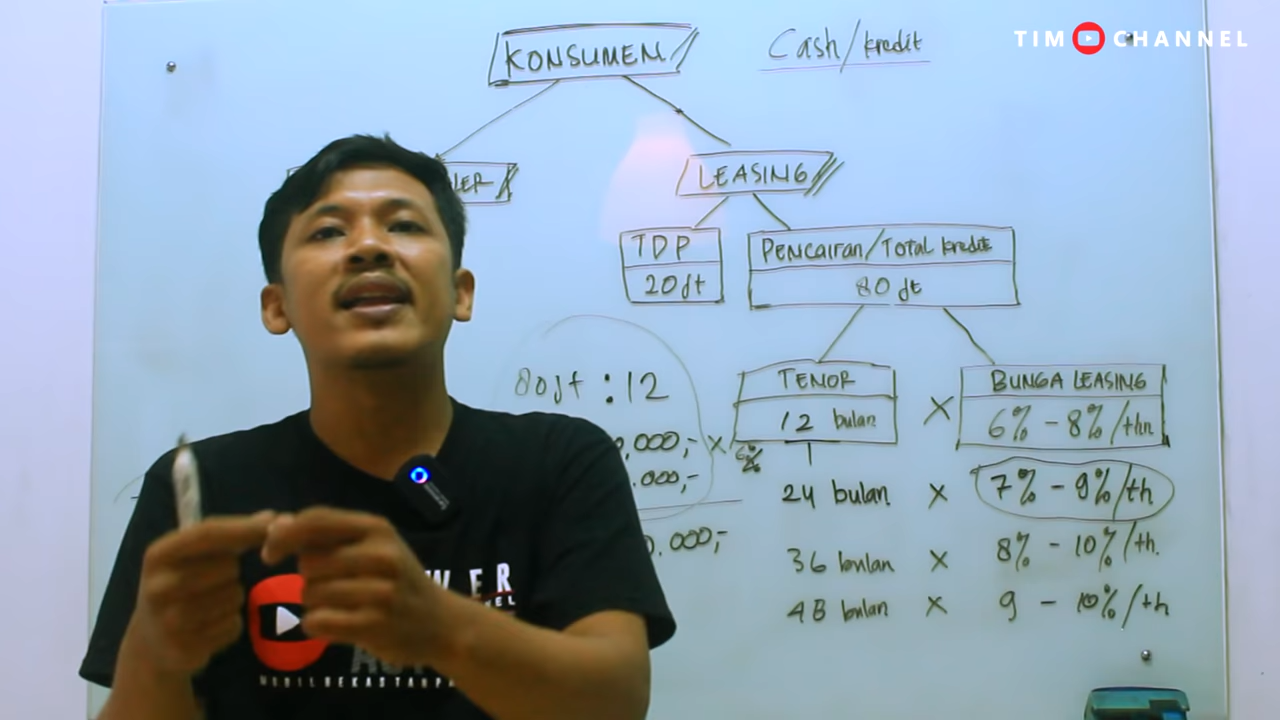 TIM CHANNEL
KONSUMEN
Cash/kredit
LEASING
TDP
20 jt
Pencairan/Total kredit
80 jt
80jt : 12
TENOR
12 bulan
X
BUNGA LEASING
6% - 8%/thn
24 bulan x 7% - 9%/th
36 bulan x 8% - 10%/th.
48 bulan x 9 - 10%/th